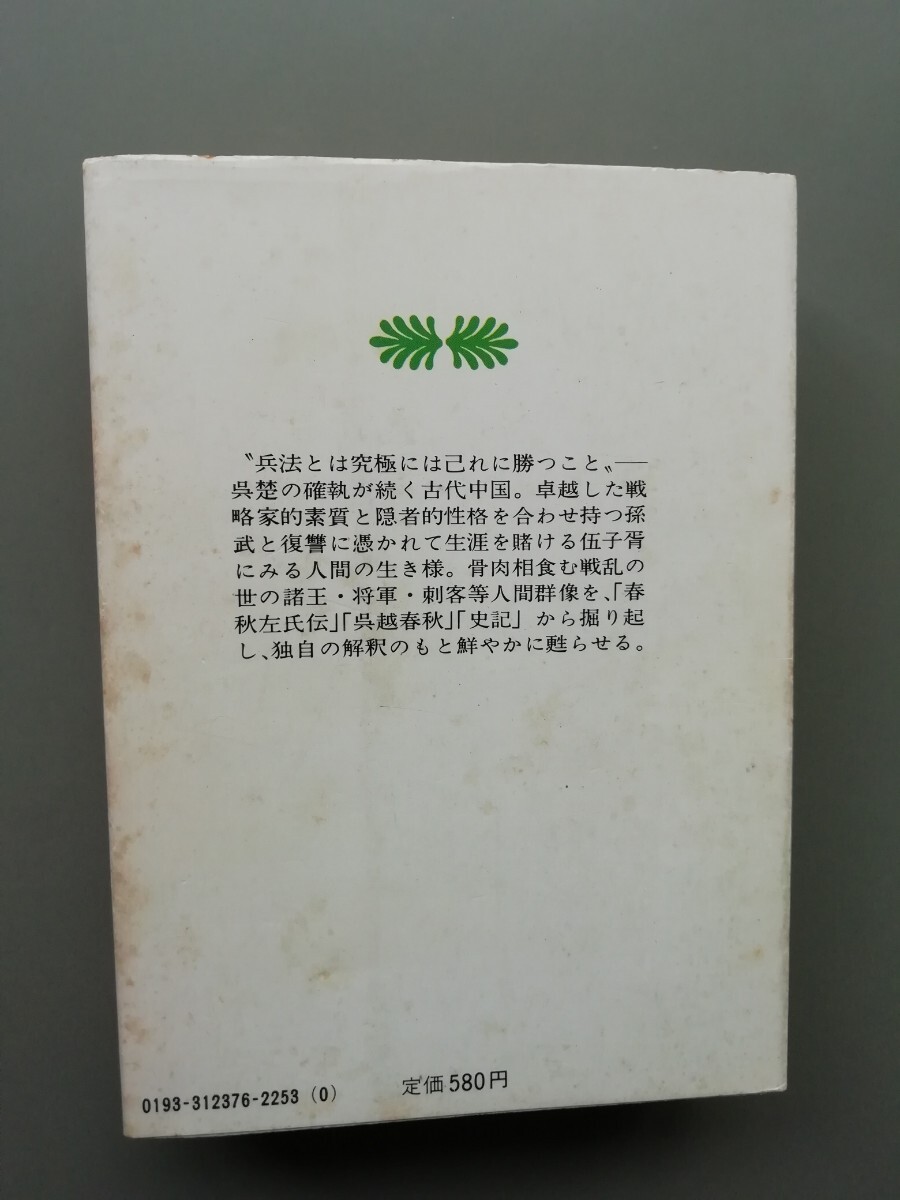 〝兵法とは究極には己れに勝つこと〟―
呉楚の確執が続く古代中国。卓越した戦
略家的素質と隠者的性格を合わせ持つ孫
武と復讐に憑かれて生涯を賭ける伍子胥
にみる人間の生き様。骨肉相食む戦乱の
世の諸王・将軍・刺客等人間群像を、「春
秋左氏伝」「呉越春秋」「史記」から掘り起
し、独自の解釈のもと鮮やかに甦らせる。
0193-312376-2253 (0) 定価 580円